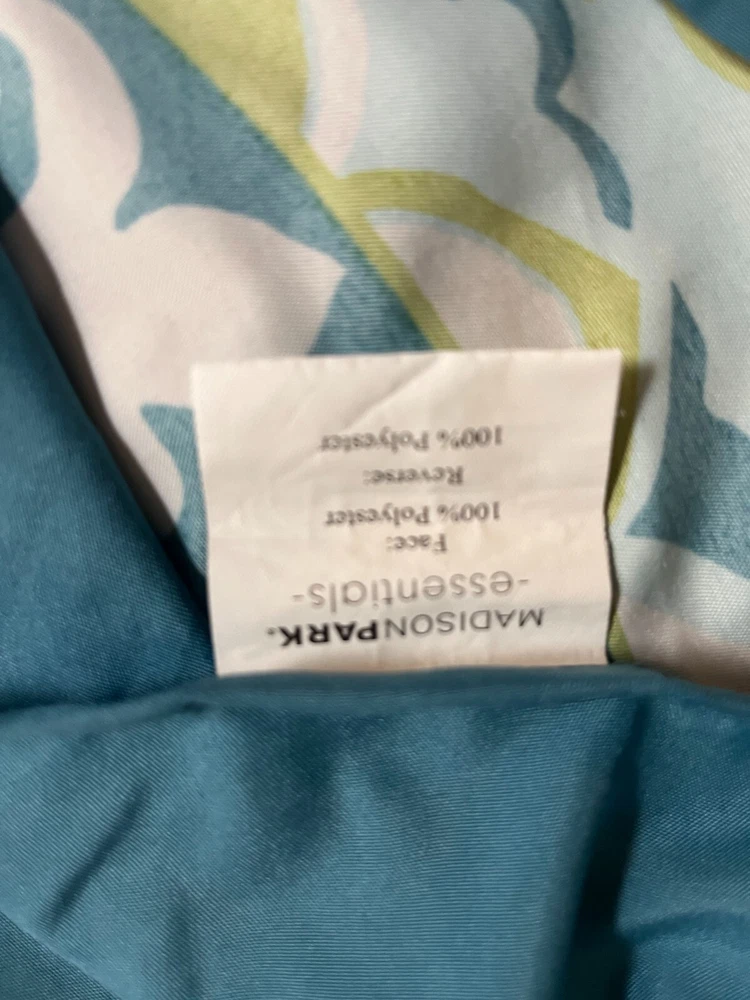 MADISONPARK.
-essentials-
Face:
100% Polyester
Reverse:
100% Polyester